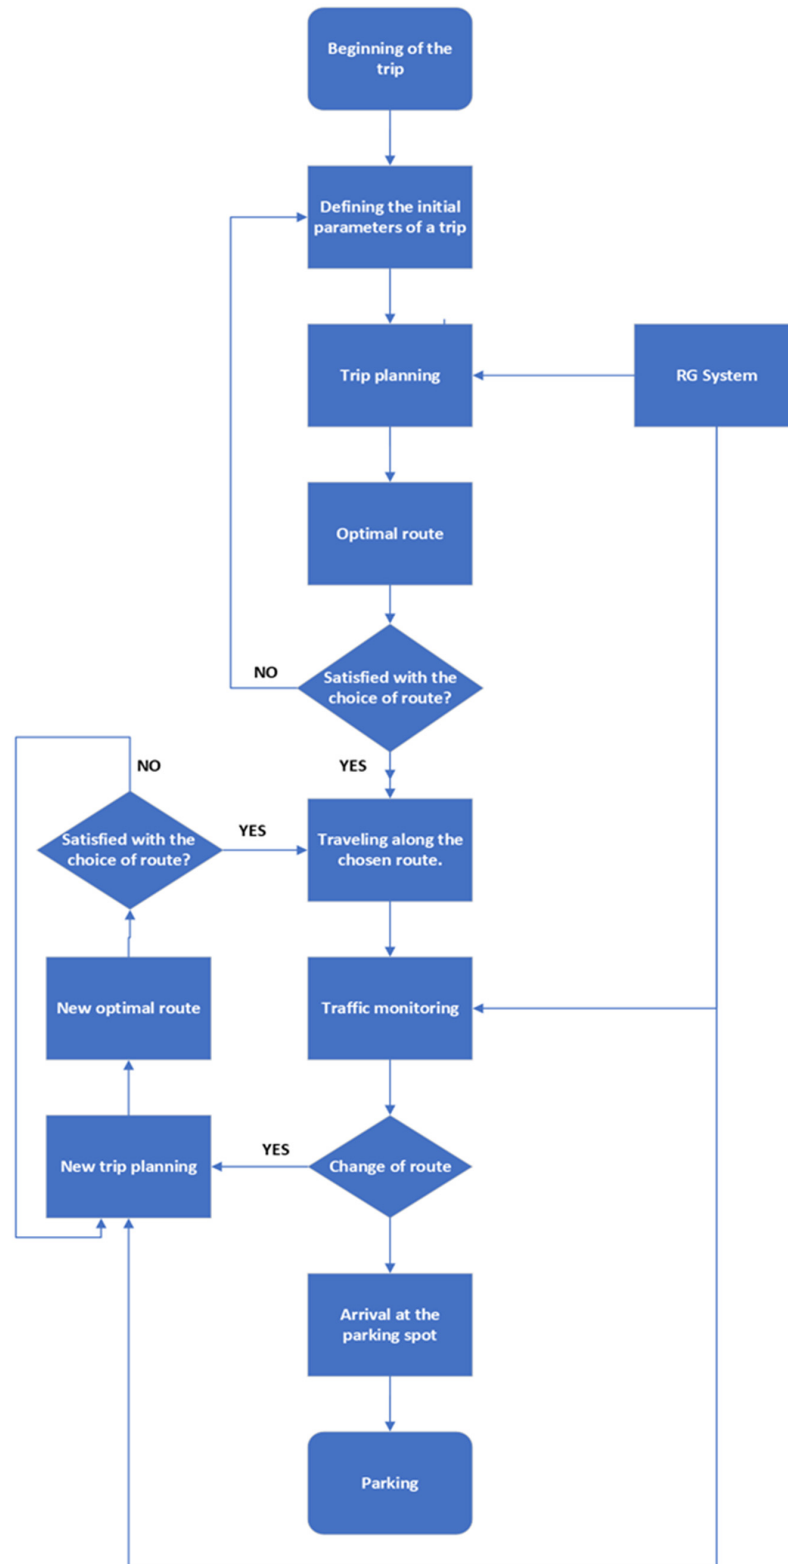 Beginning of the
trip
Defining the initial
parameters of a trip
Trip planning
RG System
Optimal route
NO
Satisfied with the
choice of route?
NO
YES
Satisfied with the
choice of route?
YES
Traveling along the
chosen route.
New optimal route
Traffic monitoring
New trip planning
YES
Change of route
Arrival at the
parking spot
Parking